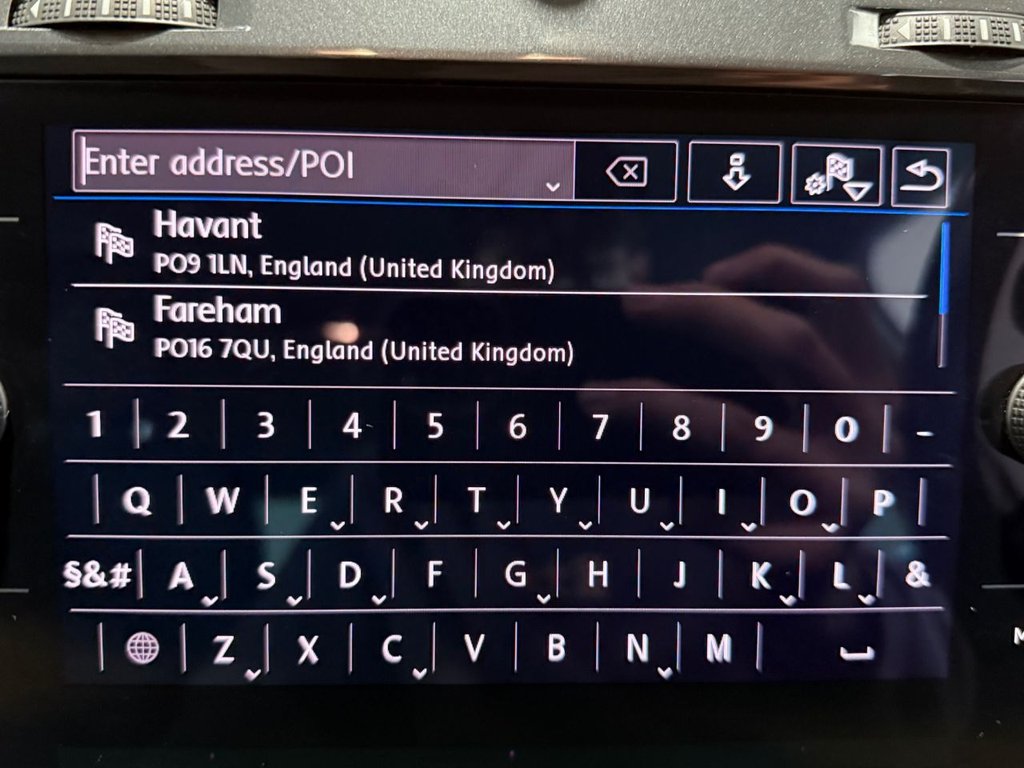 Enter address/POI
Havant
PO9 1LN, England (United Kingdom)
Fareham
PO16 7QU, England (United Kingdom)
1 2 3 4 5 6 7 8 9 0 -
Q W E R T Y U I O P
§&# A S D F G H J K L &
Z X C V B N M